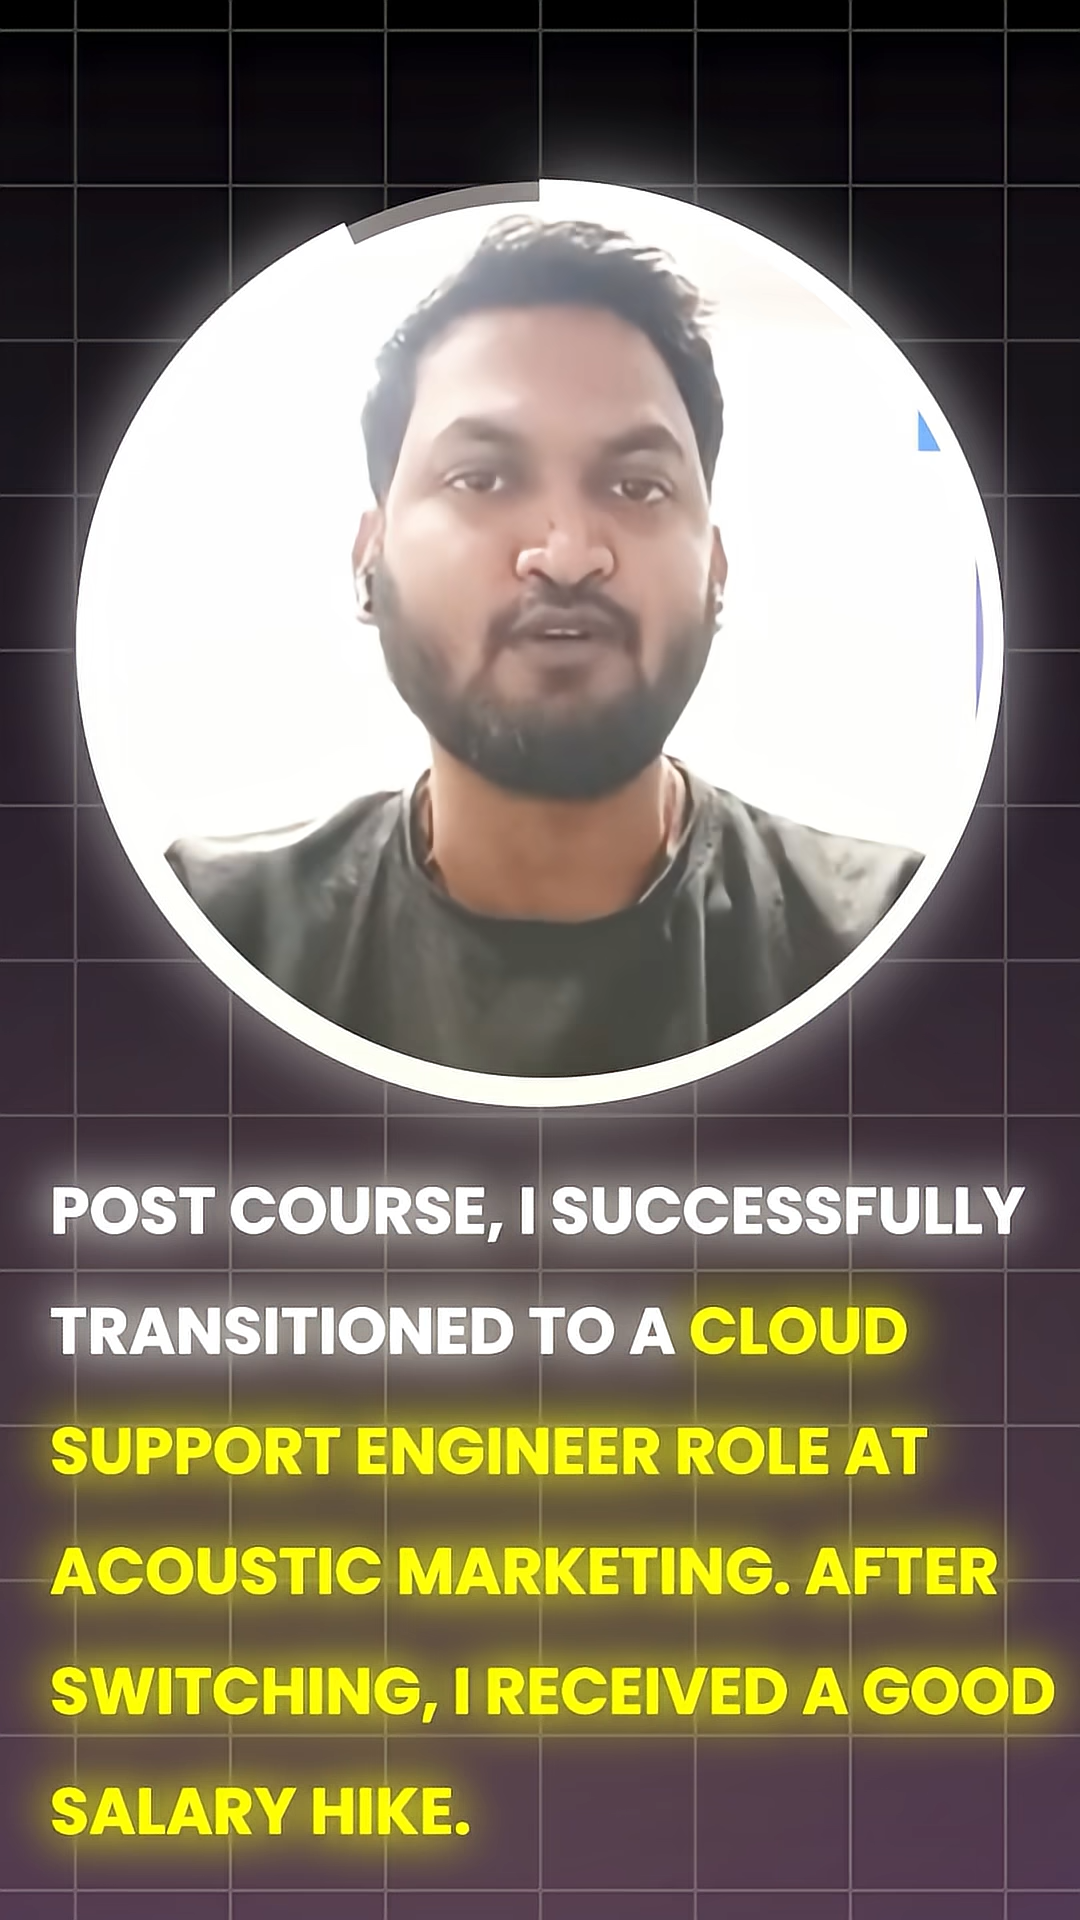 POST COURSE, I SUCCESSFULLY
TRANSITIONED TO A CLOUD
SUPPORT ENGINEER ROLE AT
ACOUSTIC MARKETING. AFTER
SWITCHING, I RECEIVED A GOOD
SALARY HIKE.